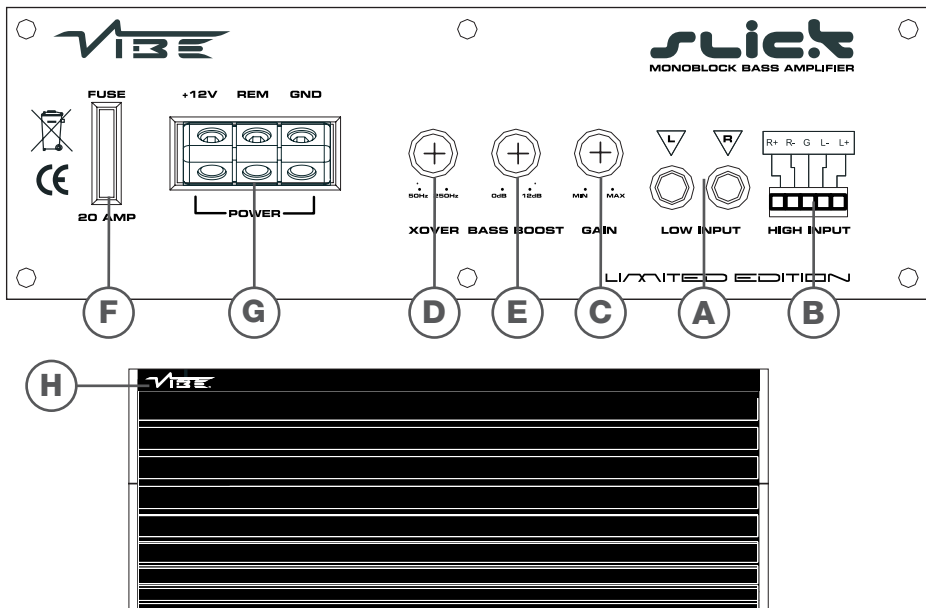 VIBE
SLICK
MONOBLOCK BASS AMPLIFIER
FUSE
+12V REM GND
L R
R+ R- G L- L+
CE
50Hz 250Hz 0dB 12dB MIN MAX
20 AMP
POWER
XOVER BASS BOOST GAIN LOW INPUT HIGH INPUT
LIMITED EDITION
F G D E C A B
H
VIBE